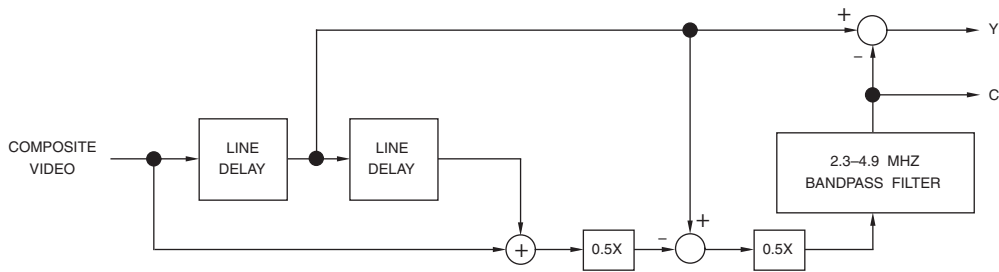 +
Y
–
C
COMPOSITE
VIDEO
LINE
DELAY
LINE
DELAY
2.3–4.9 MHZ
BANDPASS FILTER
+
+
0.5X
–
0.5X